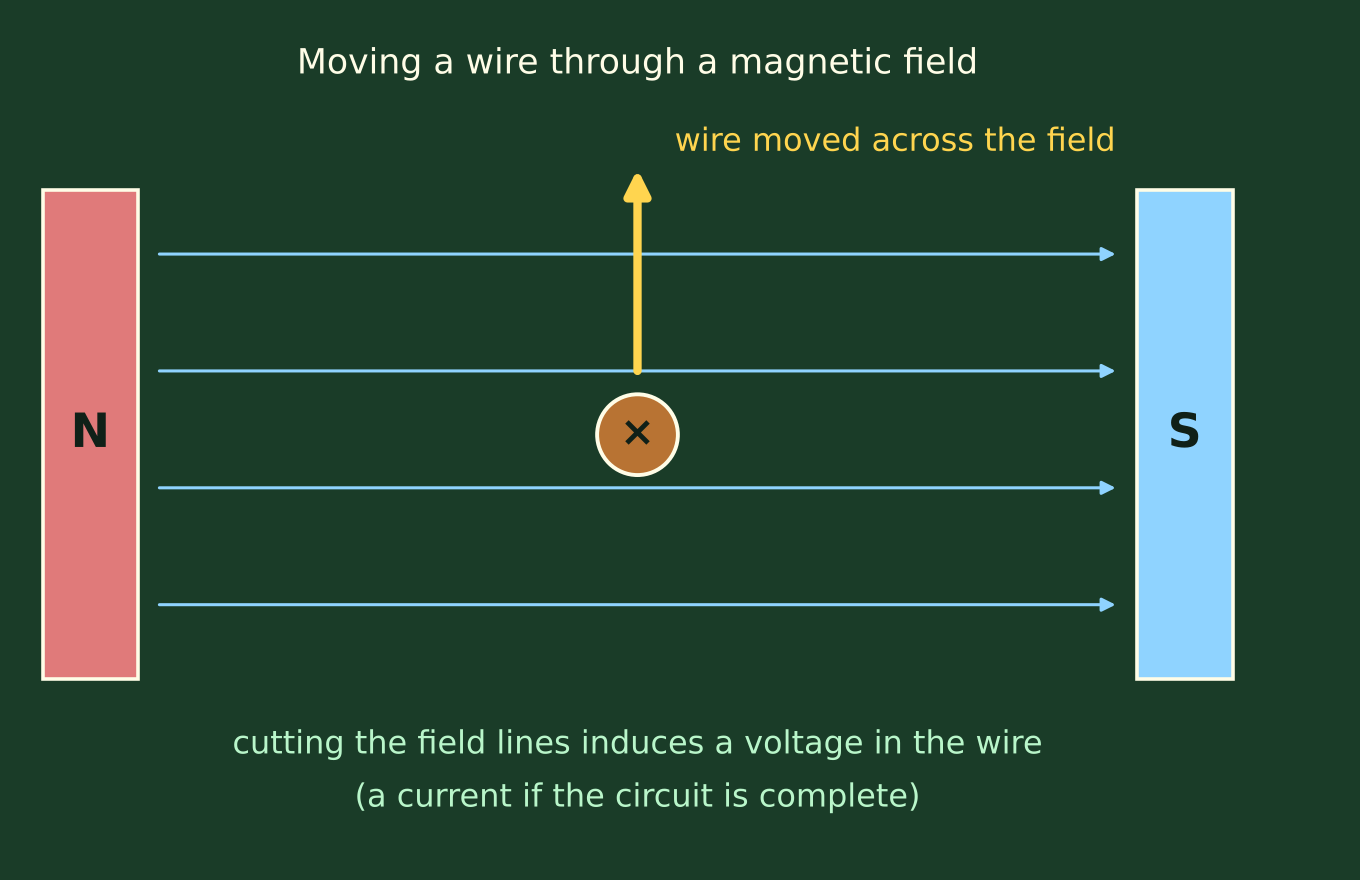 Moving a wire through a magnetic field
wire moved across the field
N
×
S
cutting the field lines induces a voltage in the wire
(a current if the circuit is complete)